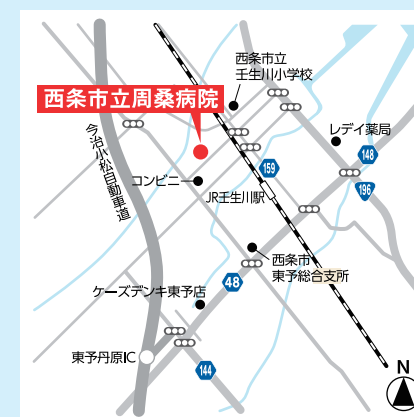 西条市立
壬生川小学校
西条市立周桑病院
レディ薬局
今治小松自動車道
148
159
コンビニ
JR壬生川駅
196
西条市
東予総合支所
48
ケーズデンキ東予店
東予丹原IC
144
N